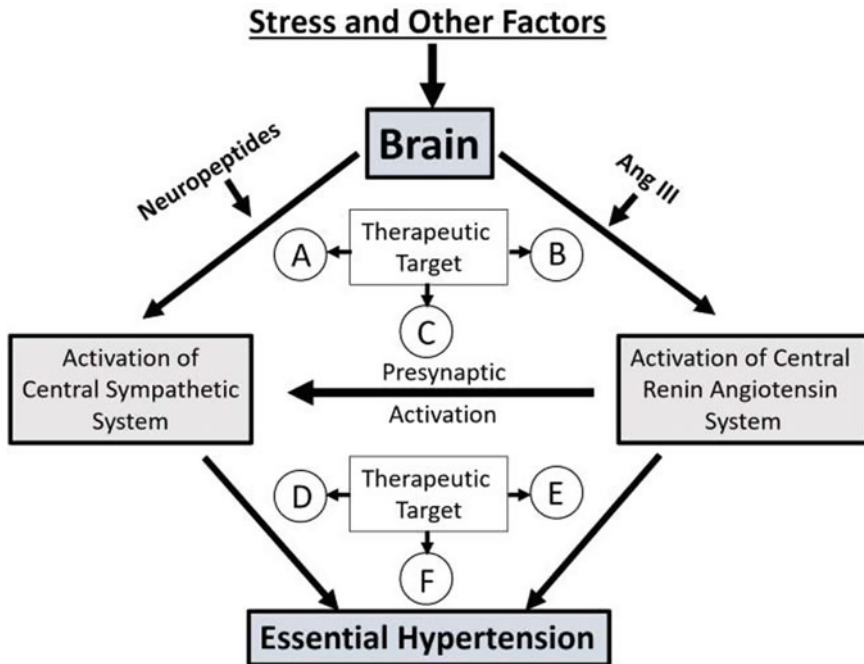 Stress and Other Factors
Brain
Neuropeptides
Ang III
Therapeutic
Target
A
B
C
Activation of
Central Sympathetic
System
Presynaptic
Activation
Activation of Central
Renin Angiotensin
System
Therapeutic
Target
D
E
F
Essential Hypertension